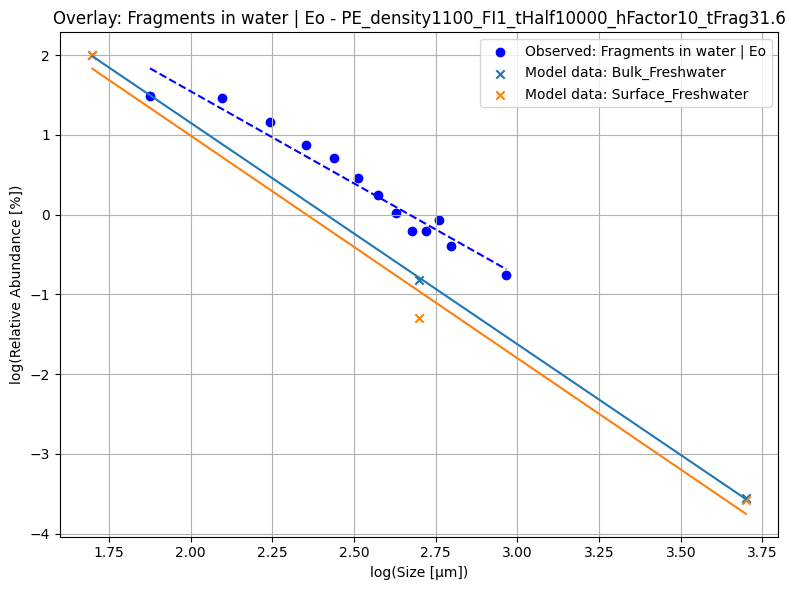 Overlay: Fragments in water | Eo - PE_density1100_FI1_tHalf10000_hFactor10_tFrag31.6
Observed: Fragments in water | Eo
Model data: Bulk_Freshwater
Model data: Surface_Freshwater
log(Relative Abundance [%])
2
1
0
−1
−2
−3
−4
1.75 2.00 2.25 2.50 2.75 3.00 3.25 3.50 3.75
log(Size [µm])